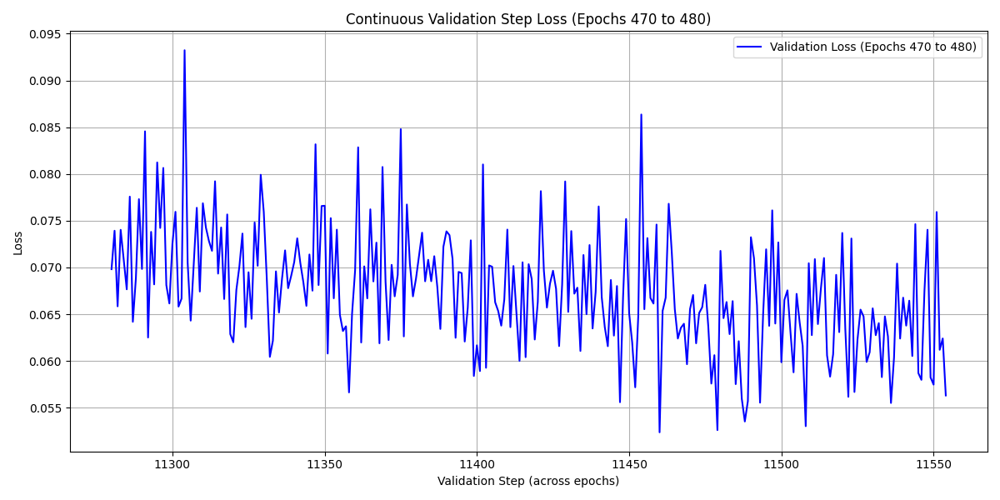 Continuous Validation Step Loss (Epochs 470 to 480)
Validation Loss (Epochs 470 to 480)
0.095
0.090
0.085
0.080
0.075
0.070
0.065
0.060
0.055
Loss
11300 11350 11400 11450 11500 11550
Validation Step (across epochs)